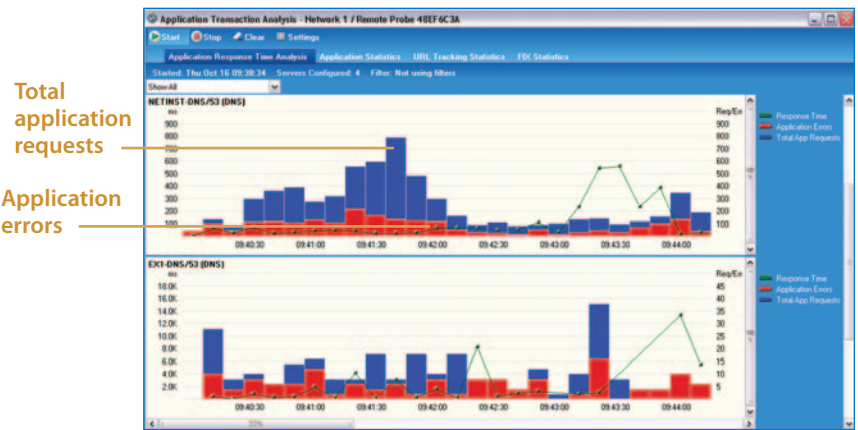 Application Transaction Analysis - Network 1 / Remote Probe 48EF6C3A
Start Stop Clear Settings
Application Response Time Analysis Application Statistics URL Tracking Statistics FIX Statistics
Started: Thu Oct 16 09:38:34 Servers Configured: 4 Filter: Not using filters
Show All
Total
application
requests
Application
errors
NETINST-DNS/53 (DNS)
ms
900
800
700
600
500
400
300
200
100
Req/Err
900
800
700
600
500
400
300
200
100
09:40:30 09:41:00 09:41:30 09:42:00 09:42:30 09:43:00 09:43:30 09:44:00
Response Time
Application Errors
Total App Requests
EX1-DNS/53 (DNS)
ms
18.0K
16.0K
14.0K
12.0K
10.0K
8.0K
6.0K
4.0K
2.0K
Req/Err
45
40
35
30
25
20
15
10
5
09:40:30 09:41:00 09:41:30 09:42:00 09:42:30 09:43:00 09:43:30 09:44:00
Response Time
Application Errors
Total App Requests
33%